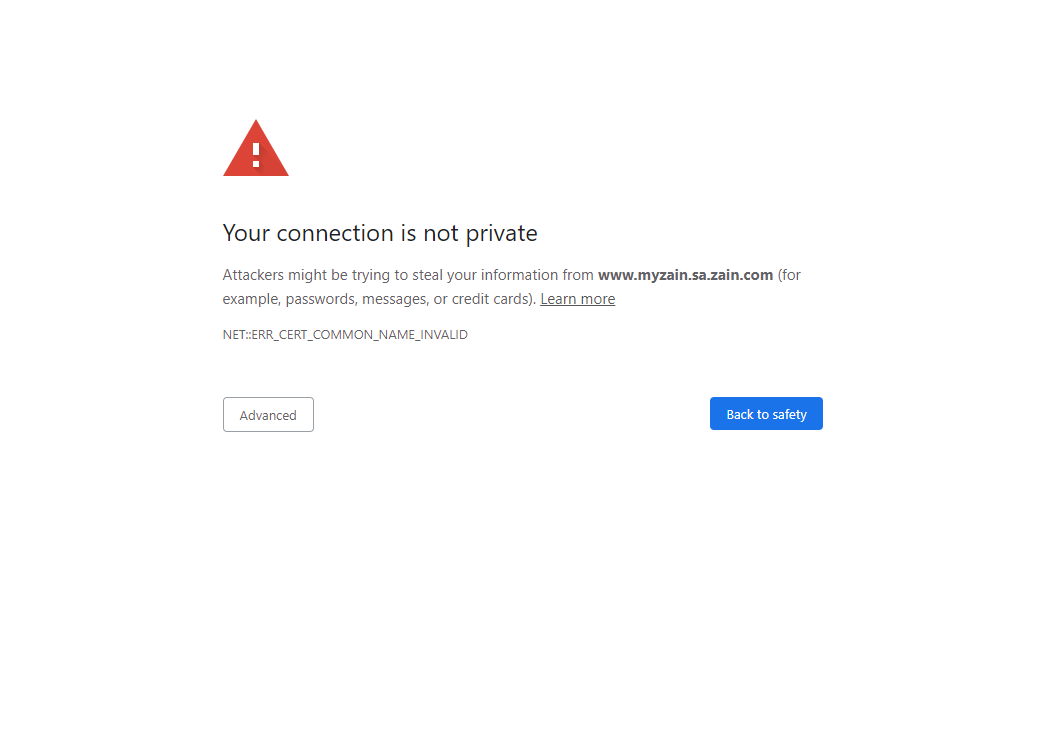 Your connection is not private
Attackers might be trying to steal your information from www.myzain.sa.zain.com (for
example, passwords, messages, or credit cards). Learn more
NET::ERR_CERT_COMMON_NAME_INVALID
Advanced
Back to safety